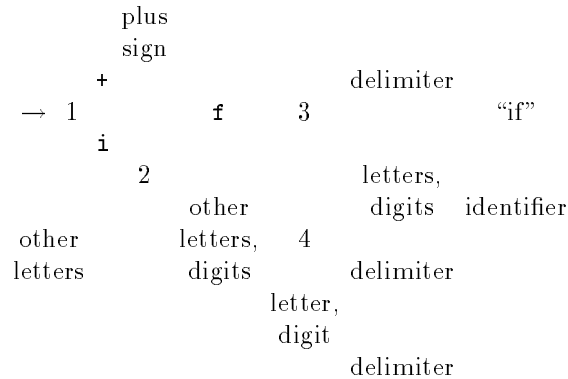 plus
sign
+ delimiter
→ 1 f 3 “if”
i
2 letters,
other digits identifier
other letters, 4
letters digits delimiter
letter,
digit
delimiter